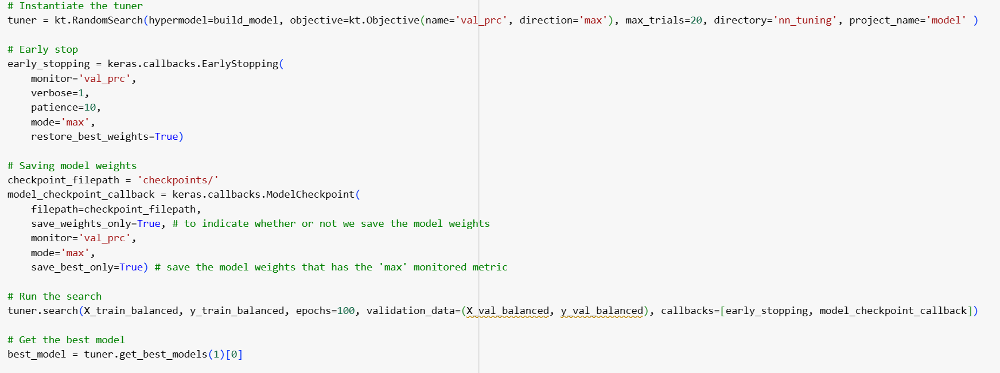 # Instantiate the tuner
tuner = kt.RandomSearch(hypermodel=build_model, objective=kt.Objective(name='val_prc', direction='max'), max_trials=20, directory='nn_tuning', project_name='model' )
# Early stop
early_stopping = keras.callbacks.EarlyStopping(
    monitor='val_prc',
    verbose=1,
    patience=10,
    mode='max',
    restore_best_weights=True)
# Saving model weights
checkpoint_filepath = 'checkpoints/'
model_checkpoint_callback = keras.callbacks.ModelCheckpoint(
    filepath=checkpoint_filepath,
    save_weights_only=True, # to indicate whether or not we save the model weights
    monitor='val_prc',
    mode='max',
    save_best_only=True) # save the model weights that has the 'max' monitored metric
# Run the search
tuner.search(X_train_balanced, y_train_balanced, epochs=100, validation_data=(X_val_balanced, y_val_balanced), callbacks=[early_stopping, model_checkpoint_callback])
# Get the best model
best_model = tuner.get_best_models(1)[0]